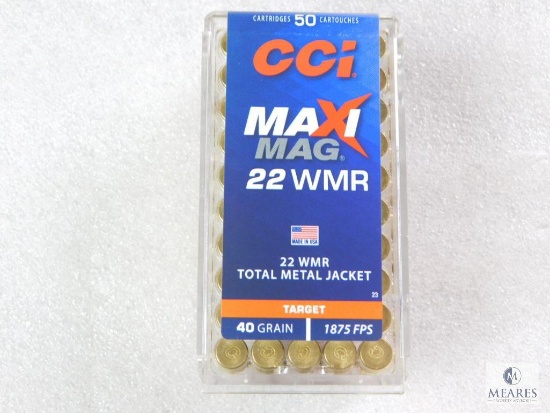 CARTRIDGES 50 CARTOUCHES
CCI
MAXI
MAG®
22 WMR
MADE IN USA
22 WMR
TOTAL METAL JACKET
23
TARGET
40 GRAIN 1875 FPS
MEARES